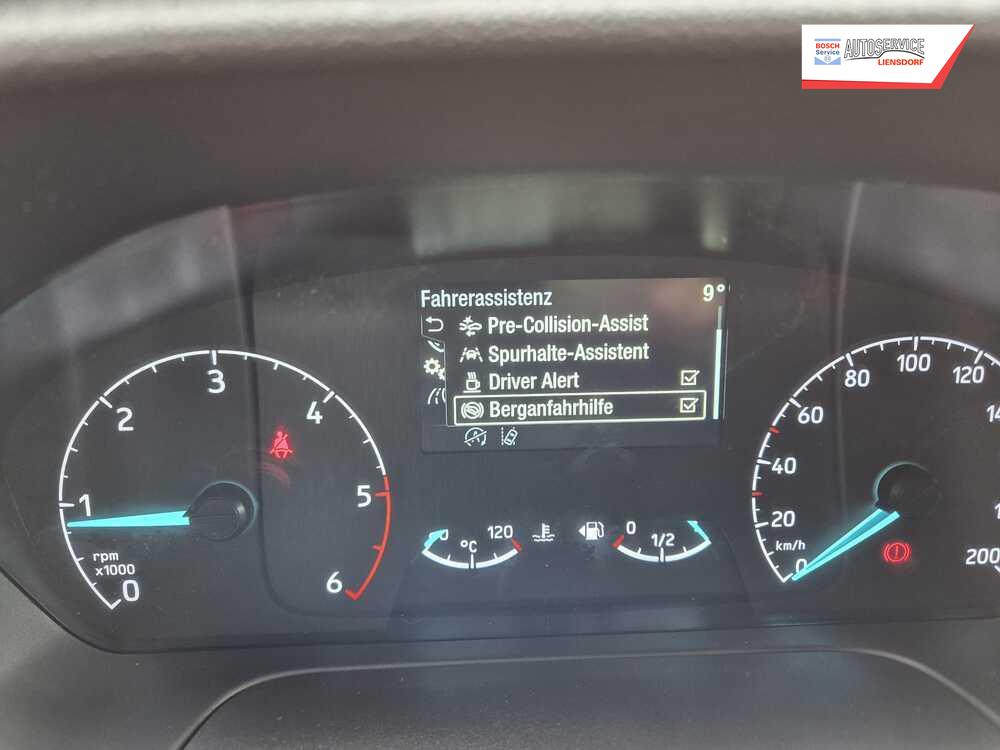 BOSCH
Service
AUTOSERVICE
LIENSDORF
Fahrerassistenz 9°
Pre-Collision-Assist
Spurhalte-Assistent
Driver Alert
Berganfahrhilfe
0
1
2
3
4
5
6
rpm
x1000
120
°C
0
1/2
0
20
40
60
80
100
120
200
km/h